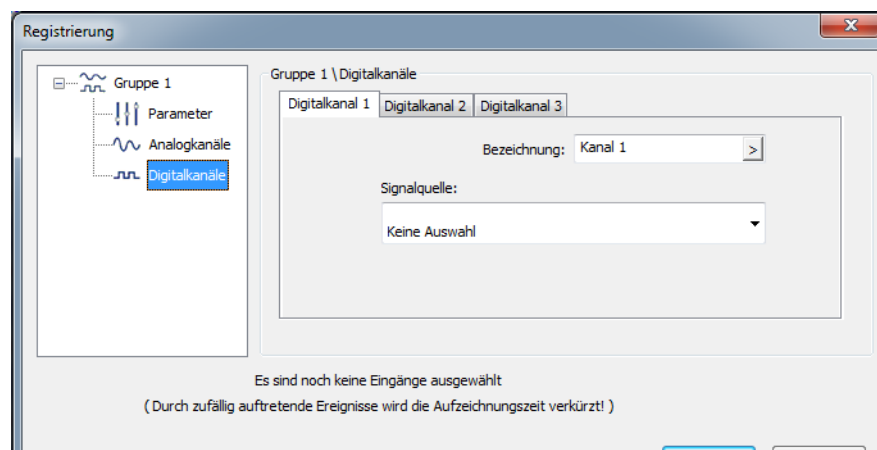 Registrierung
Gruppe 1
Parameter
Analogkanäle
Digitalkanäle
Gruppe 1 \ Digitalkanäle
Digitalkanal 1 Digitalkanal 2 Digitalkanal 3
Bezeichnung: Kanal 1 >
Signalquelle:
Keine Auswahl
Es sind noch keine Eingänge ausgewählt
( Durch zufällig auftretende Ereignisse wird die Aufzeichnungszeit verkürzt! )